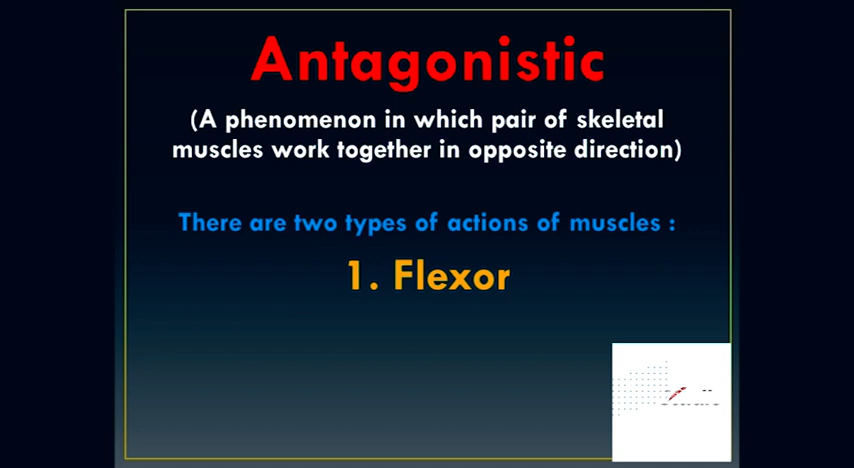 Antagonistic
(A phenomenon in which pair of skeletal
muscles work together in opposite direction)
There are two types of actions of muscles :
1. Flexor